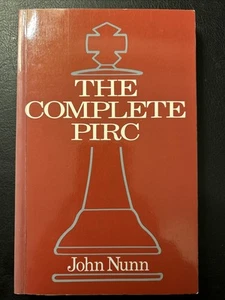 THE
COMPLETE
PIRC
John Nunn